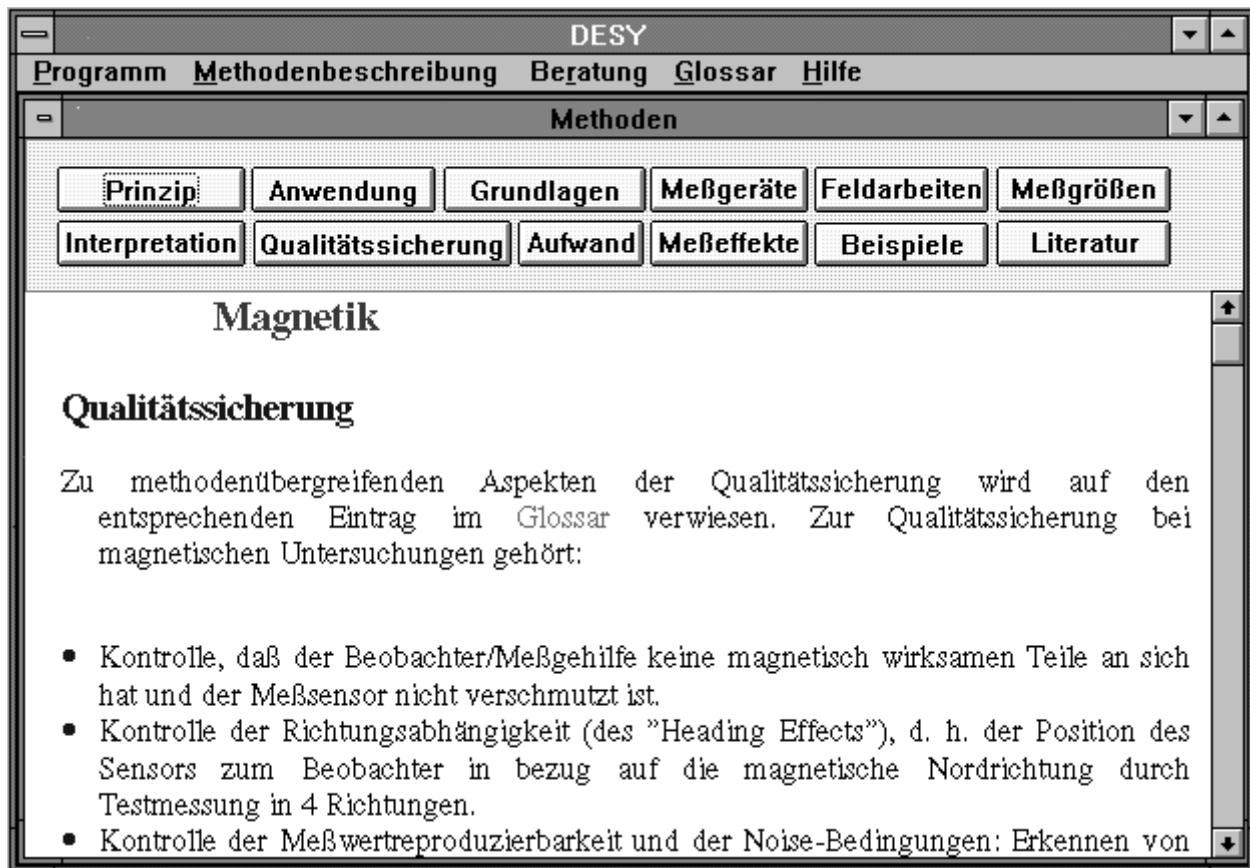 DESY
Programm Methodenbeschreibung Beratung Glossar Hilfe
Methoden
Prinzip Anwendung Grundlagen Meßgeräte Feldarbeiten Meßgrößen
Interpretation Qualitätssicherung Aufwand Meßeffekte Beispiele Literatur
Magnetik
Qualitätssicherung
Zu methodenübergreifenden Aspekten der Qualitätssicherung wird auf den
entsprechenden Eintrag im Glossar verwiesen. Zur Qualitätssicherung bei
magnetischen Untersuchungen gehört:
• Kontrolle, daß der Beobachter/Meßgehilfe keine magnetisch wirksamen Teile an sich
hat und der Meßsensor nicht verschmutzt ist.
• Kontrolle der Richtungsabhängigkeit (des ”Heading Effects”), d. h. der Position des
Sensors zum Beobachter in bezug auf die magnetische Nordrichtung durch
Testmessung in 4 Richtungen.
• Kontrolle der Meßwertreproduzierbarkeit und der Noise-Bedingungen: Erkennen von